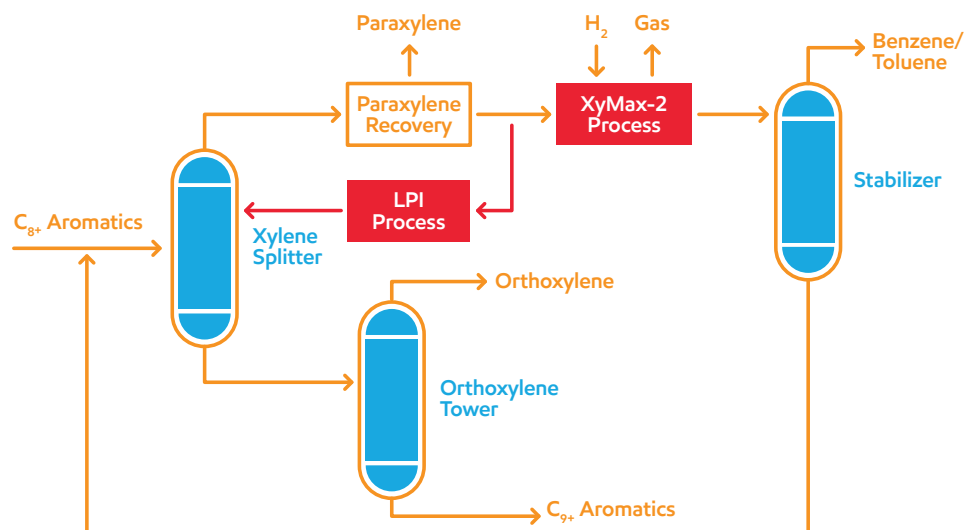 Paraxylene
H₂
Gas
Benzene/
Toluene
Paraxylene
Recovery
XyMax-2
Process
LPI
Process
Stabilizer
C₈₊ Aromatics
Xylene
Splitter
Orthoxylene
Orthoxylene
Tower
C₉₊ Aromatics